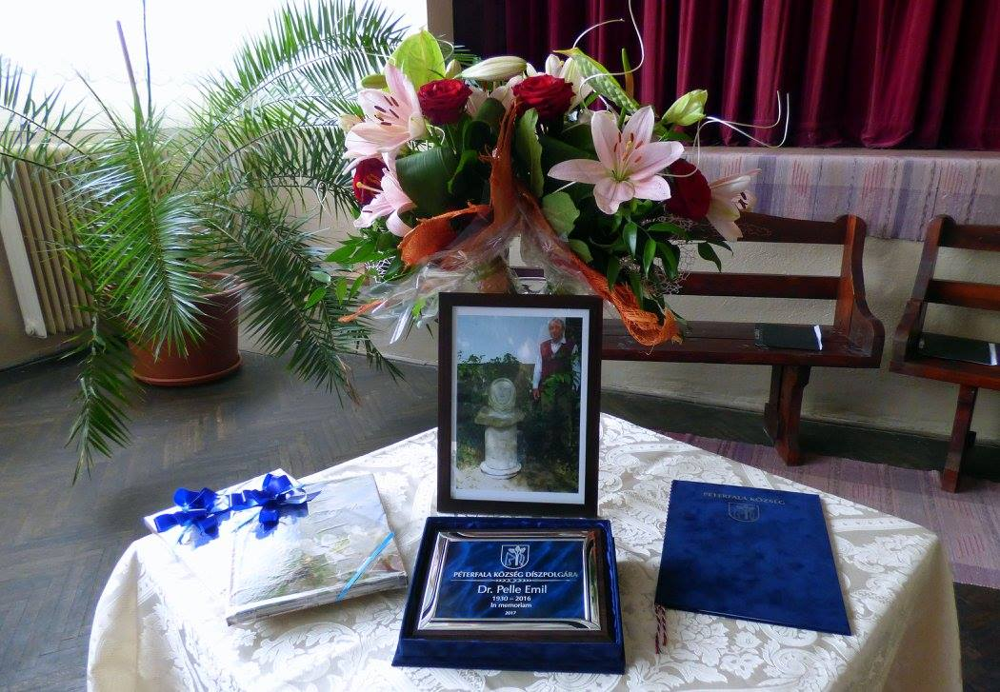 PÉTERFALA KÖZSÉG DÍSZPOLGÁRA
Dr. Pelle Emil
1930 – 2016
In memoriam
2017
PÉTERFALA KÖZSÉG